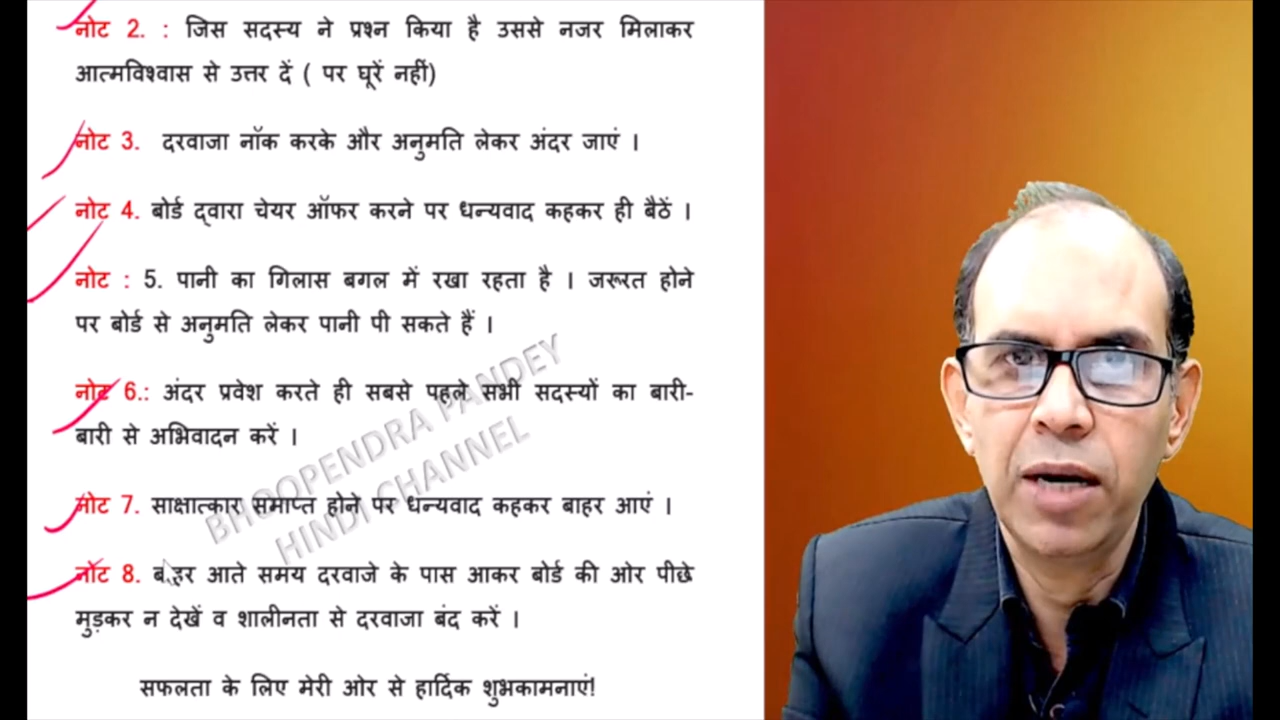 नोट 2. : जिस सदस्य ने प्रश्न किया है उससे नजर मिलाकर
आत्मविश्वास से उत्तर दें ( पर घूरें नहीं)
नोट 3. दरवाजा नॉक करके और अनुमति लेकर अंदर जाएं ।
नोट 4. बोर्ड द्वारा चेयर ऑफर करने पर धन्यवाद कहकर ही बैठें ।
नोट : 5. पानी का गिलास बगल में रखा रहता है । जरूरत होने
पर बोर्ड से अनुमति लेकर पानी पी सकते हैं ।
नोट 6.: अंदर प्रवेश करते ही सबसे पहले सभी सदस्यों का बारी-
बारी से अभिवादन करें ।
नोट 7. साक्षात्कार समाप्त होने पर धन्यवाद कहकर बाहर आएं ।
नोट 8. बाहर आते समय दरवाजे के पास आकर बोर्ड की ओर पीछे
मुड़कर न देखें व शालीनता से दरवाजा बंद करें ।
सफलता के लिए मेरी ओर से हार्दिक शुभकामनाएं!
BHOOPENDRA PANDEY
HINDI CHANNEL